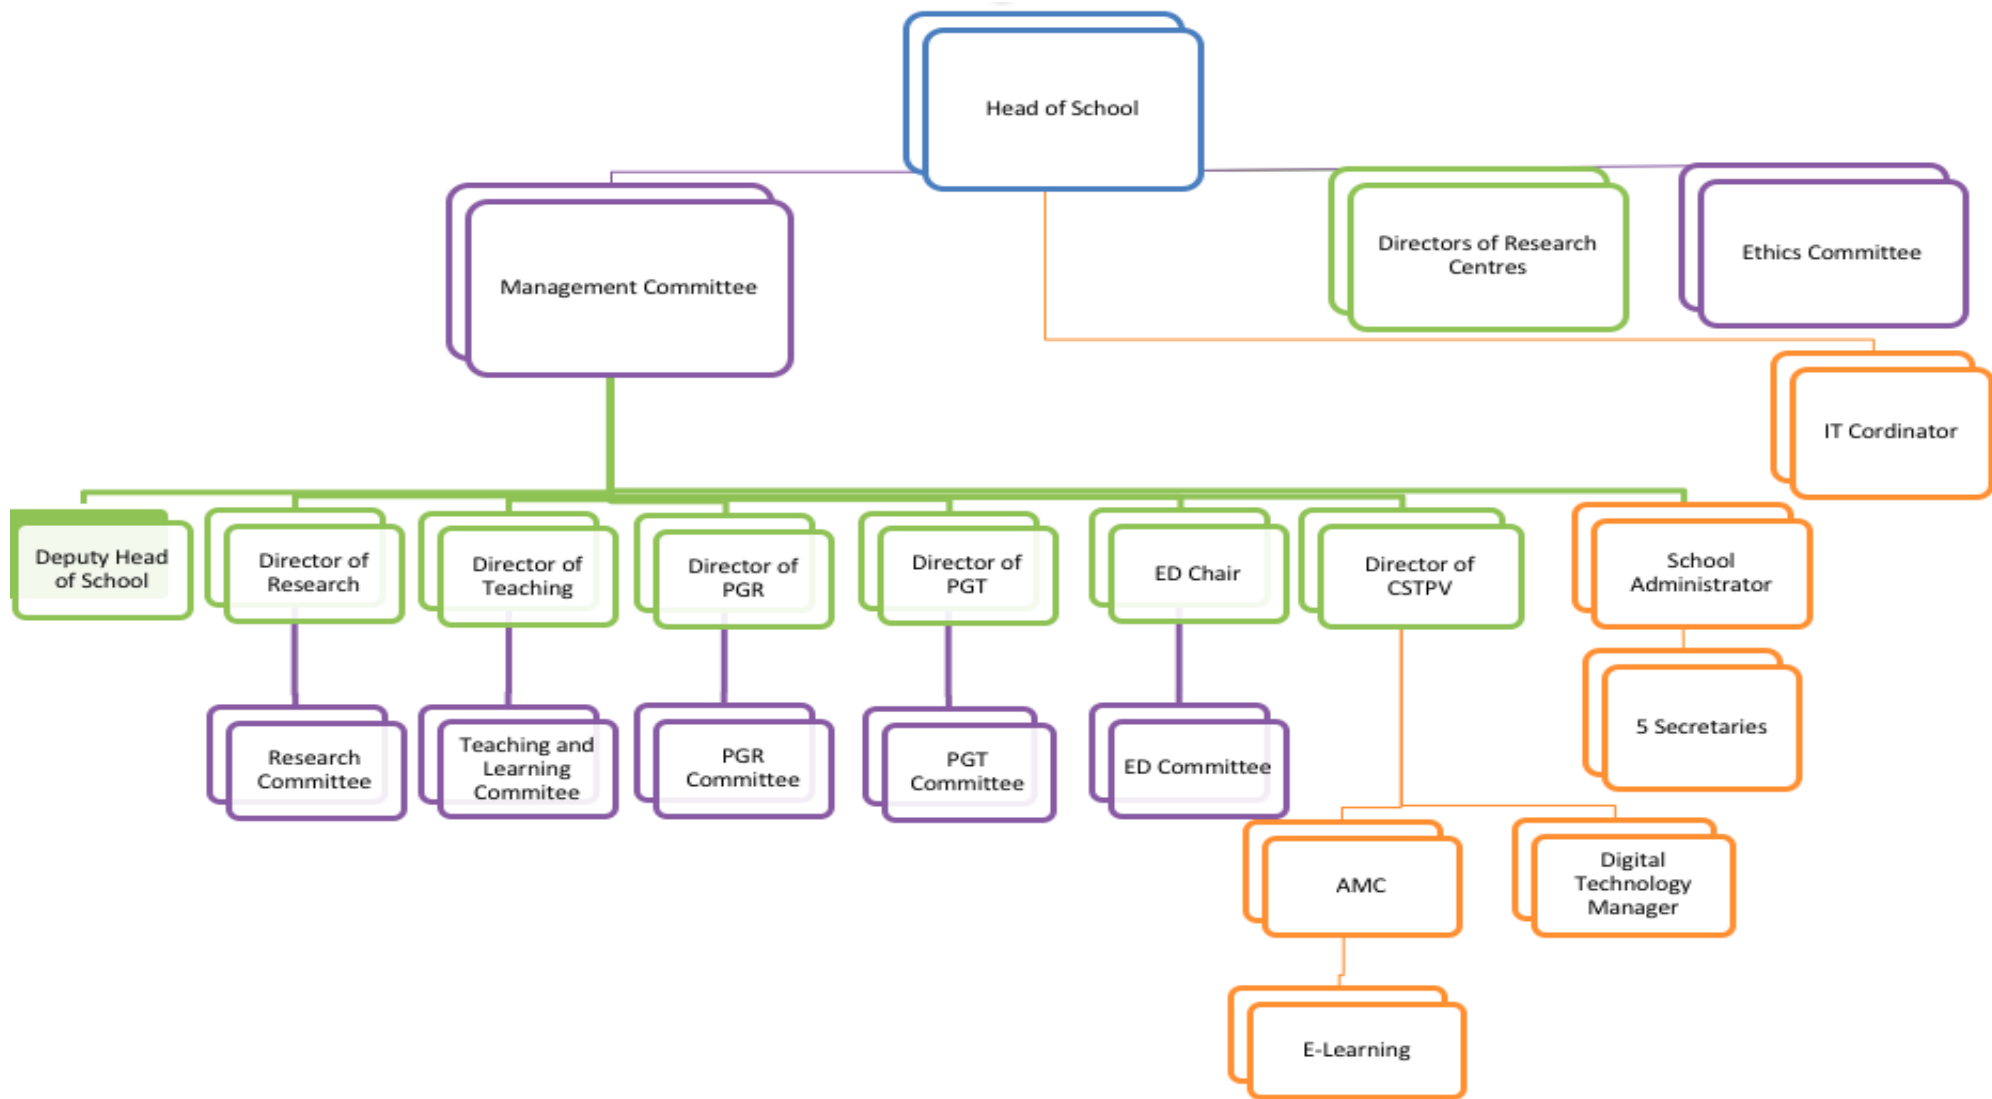 Head of School
Management Committee
Directors of Research
Centres
Ethics Committee
IT Cordinator
Deputy Head
of School
Director of
Research
Director of
Teaching
Director of
PGR
Director of
PGT
ED Chair
Director of
CSTPV
School
Administrator
Research
Committee
Teaching and
Learning
Commitee
PGR
Committee
PGT
Committee
ED Committee
5 Secretaries
AMC
Digital
Technology
Manager
E-Learning